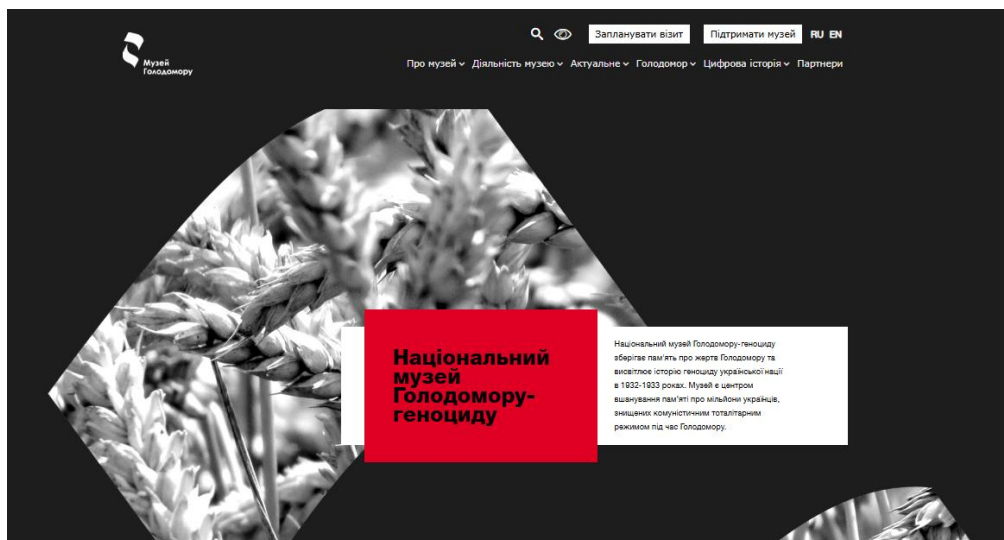 Музей
Голодомору
Запланувати візит
Підтримати музей
RU EN
Про музей
Діяльність музею
Актуальне
Голодомор
Цифрова історія
Партнери
Національний
музей
Голодомору-
геноциду
Національний музей Голодомору-геноциду
зберігає пам'ять про жертв Голодомору та
висвітлює історію геноциду української нації
в 1932-1933 роках. Музей є центром
вшанування пам'яті про мільйони українців,
знищених комуністичним тоталітарним
режимом під час Голодомору.